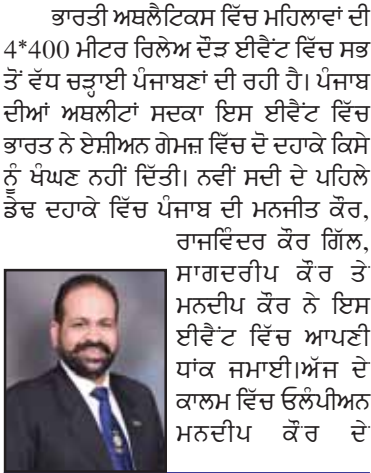 ਭਾਰਤੀ ਅਥਲੈਟਿਕਸ ਵਿੱਚ ਮਹਿਲਾਵਾਂ ਦੀ
4*400 ਮੀਟਰ ਰਿਲੇਅ ਦੌੜ ਈਵੈਂਟ ਵਿੱਚ ਸਭ
ਤੋਂ ਵੱਧ ਚੜ੍ਹਾਈ ਪੰਜਾਬਣਾਂ ਦੀ ਰਹੀ ਹੈ। ਪੰਜਾਬ
ਦੀਆਂ ਅਥਲੀਟਾਂ ਸਦਕਾ ਇਸ ਈਵੈਂਟ ਵਿੱਚ
ਭਾਰਤ ਨੇ ਏਸ਼ੀਅਨ ਗੇਮਜ਼ ਵਿੱਚ ਦੋ ਦਹਾਕੇ ਕਿਸੇ
ਨੂੰ ਖੰਘਣ ਨਹੀਂ ਦਿੱਤੀ। ਨਵੀਂ ਸਦੀ ਦੇ ਪਹਿਲੇ
ਡੇਢ ਦਹਾਕੇ ਵਿੱਚ ਪੰਜਾਬ ਦੀ ਮਨਜੀਤ ਕੌਰ,
ਰਾਜਵਿੰਦਰ ਕੌਰ ਗਿੱਲ,
ਸਾਗਦਰੀਪ ਕੌਰ ਤੇ
ਮਨਦੀਪ ਕੌਰ ਨੇ ਇਸ
ਈਵੈਂਟ ਵਿੱਚ ਆਪਣੀ
ਧਾਂਕ ਜਮਾਈ।ਅੱਜ ਦੇ
ਕਾਲਮ ਵਿੱਚ ਓਲੰਪੀਅਨ
ਮਨਦੀਪ ਕੌਰ ਦੇ